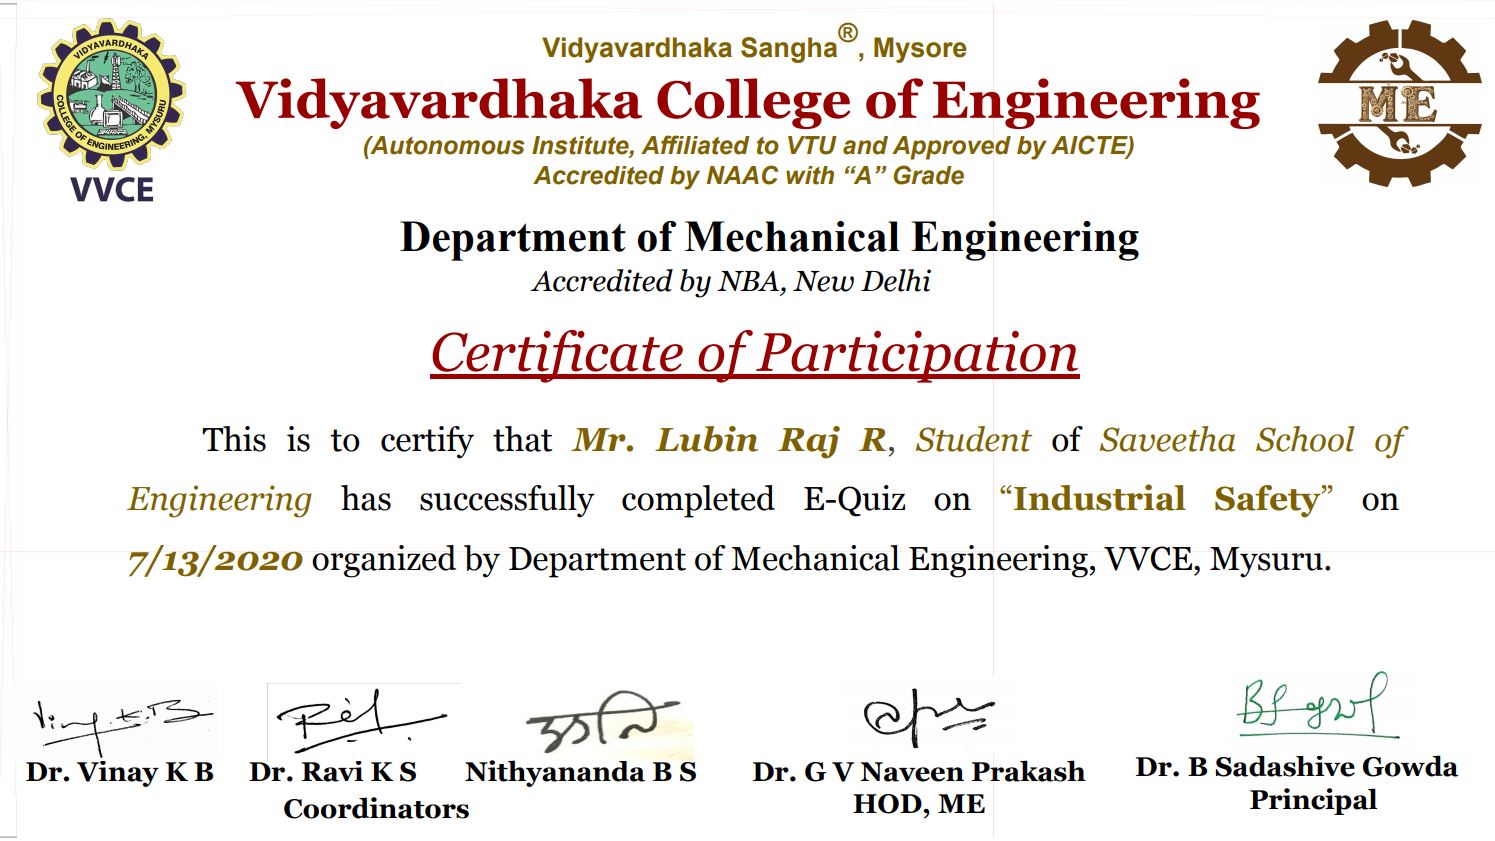 VIDYAVARDHAKA
COLLEGE OF ENGINEERING, MYSURU
VVCE
Vidyavardhaka Sangha®, Mysore
Vidyavardhaka College of Engineering
(Autonomous Institute, Affiliated to VTU and Approved by AICTE)
Accredited by NAAC with “A” Grade
ME
Department of Mechanical Engineering
Accredited by NBA, New Delhi
Certificate of Participation
This is to certify that Mr. Lubin Raj R, Student of Saveetha School of
Engineering has successfully completed E-Quiz on “Industrial Safety” on
7/13/2020 organized by Department of Mechanical Engineering, VVCE, Mysuru.
Dr. Vinay K B Dr. Ravi K S Nithyananda B S Dr. G V Naveen Prakash Dr. B Sadashive Gowda
Coordinators HOD, ME Principal